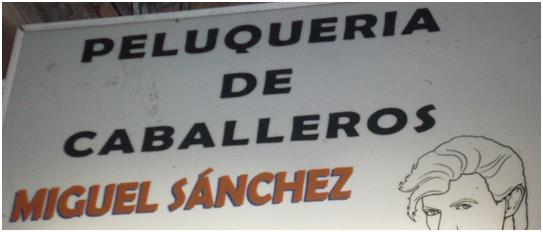 PELUQUERIA
DE
CABALLEROS
MIGUEL SÁNCHEZ